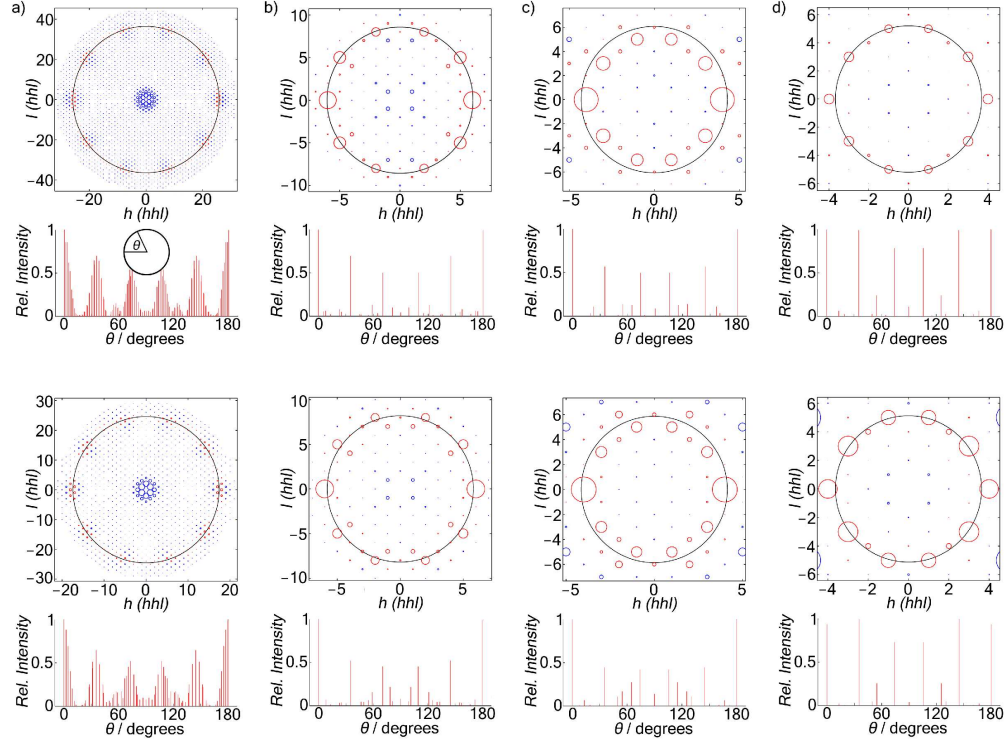 a) b) c) d)
l (hhl) l (hhl) l (hhl) l (hhl)
40 20 0 −20 −40
10 5 0 −5 −10
6 4 2 0 −2 −4 −6
6 4 2 0 −2 −4 −6
−20 0 20
−5 0 5
−5 0 5
−4 −2 0 2 4
h (hhl) h (hhl) h (hhl) h (hhl)
Rel. Intensity Rel. Intensity Rel. Intensity Rel. Intensity
1 0.5 0
1 0.5 0
1 0.5 0
1 0.5 0
θ
0 60 120 180
0 60 120 180
0 60 120 180
0 60 120 180
θ / degrees θ / degrees θ / degrees θ / degrees
l (hhl) l (hhl) l (hhl) l (hhl)
30 20 10 0 −10 −20 −30
10 5 0 −5 −10
6 4 2 0 −2 −4 −6
6 4 2 0 −2 −4 −6
−20 −10 0 10 20
−5 0 5
−5 0 5
−4 −2 0 2 4
h (hhl) h (hhl) h (hhl) h (hhl)
Rel. Intensity Rel. Intensity Rel. Intensity Rel. Intensity
1 0.5 0
1 0.5 0
1 0.5 0
1 0.5 0
0 60 120 180
0 60 120 180
0 60 120 180
0 60 120 180
θ / degrees θ / degrees θ / degrees θ / degrees